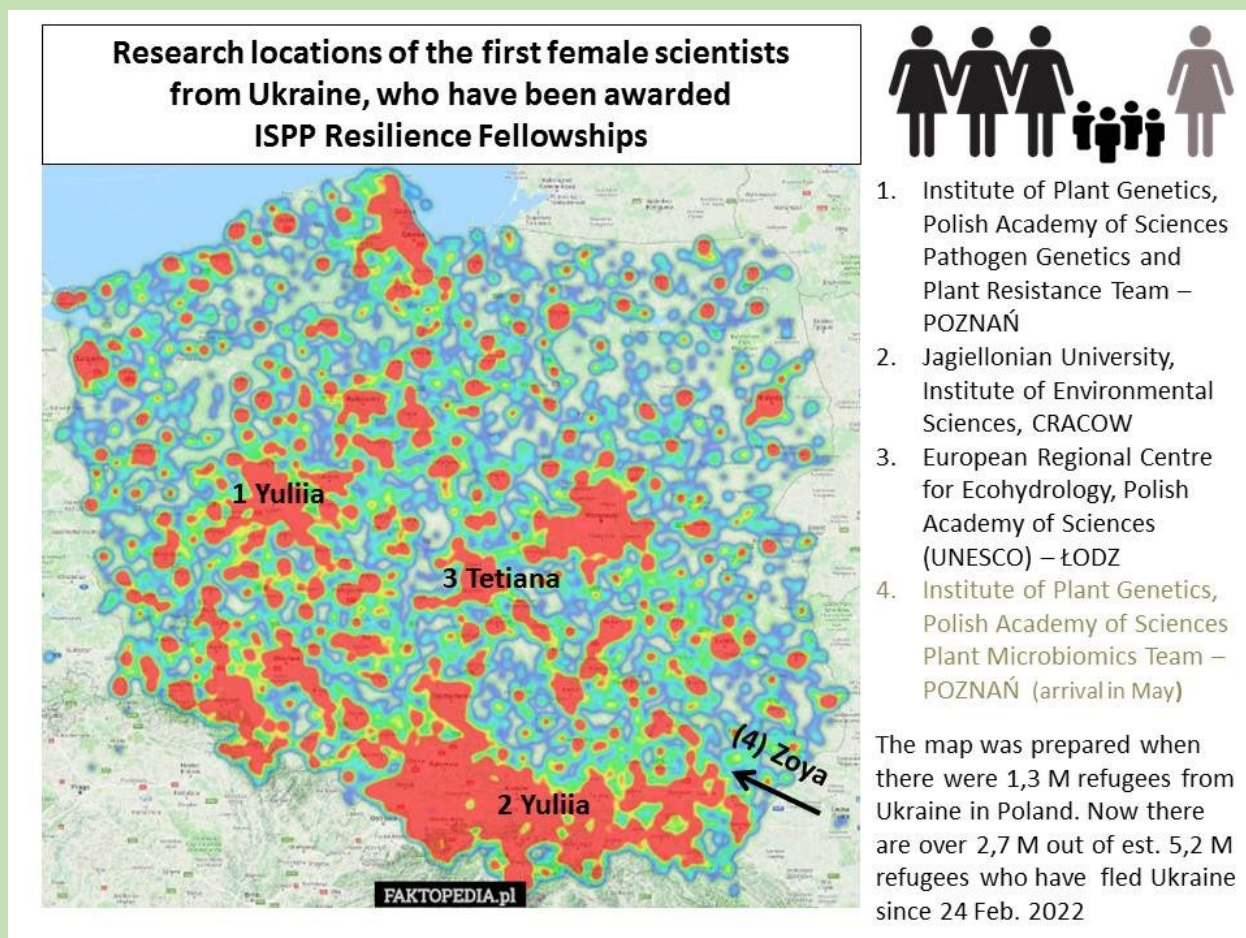 Research locations of the first female scientists
from Ukraine, who have been awarded
ISPP Resilience Fellowships
1 Yuliia
3 Tetiana
(4) Zoya
2 Yuliia
FAKTOPEDIA.pl
1. Institute of Plant Genetics,
Polish Academy of Sciences
Pathogen Genetics and
Plant Resistance Team –
POZNAŃ
2. Jagiellonian University,
Institute of Environmental
Sciences, CRACOW
3. European Regional Centre
for Ecohydrology, Polish
Academy of Sciences
(UNESCO) – ŁODZ
4. Institute of Plant Genetics,
Polish Academy of Sciences
Plant Microbiomics Team –
POZNAŃ (arrival in May)
The map was prepared when
there were 1,3 M refugees from
Ukraine in Poland. Now there
are over 2,7 M out of est. 5,2 M
refugees who have fled Ukraine
since 24 Feb. 2022